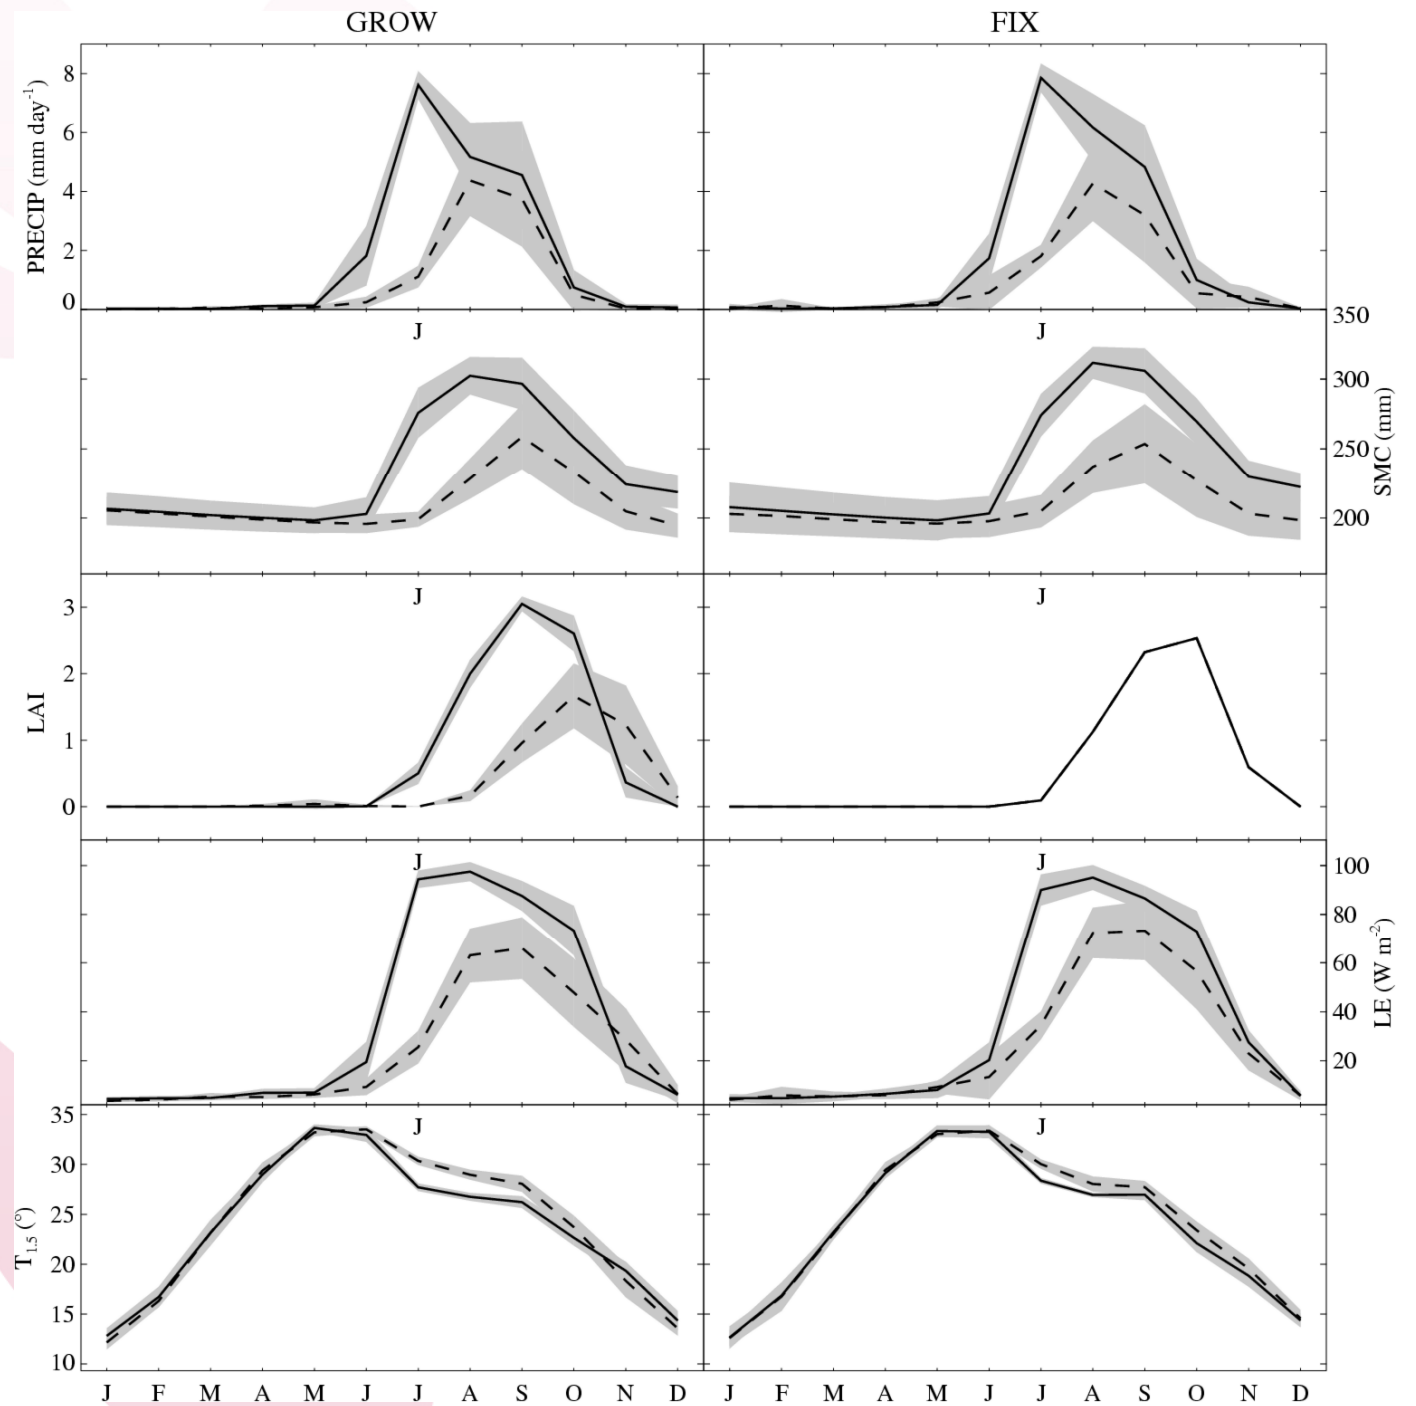 GROW FIX
PRECIP (mm day⁻¹)
8
6
4
2
0
J J
350
300
250
200
SMC (mm)
J J
LAI
3
2
1
0
J J
100
80
60
40
20
LE (W m⁻²)
J J
T₁.₅ (°)
35
30
25
20
15
10
J F M A M J J A S O N D J F M A M J J A S O N D